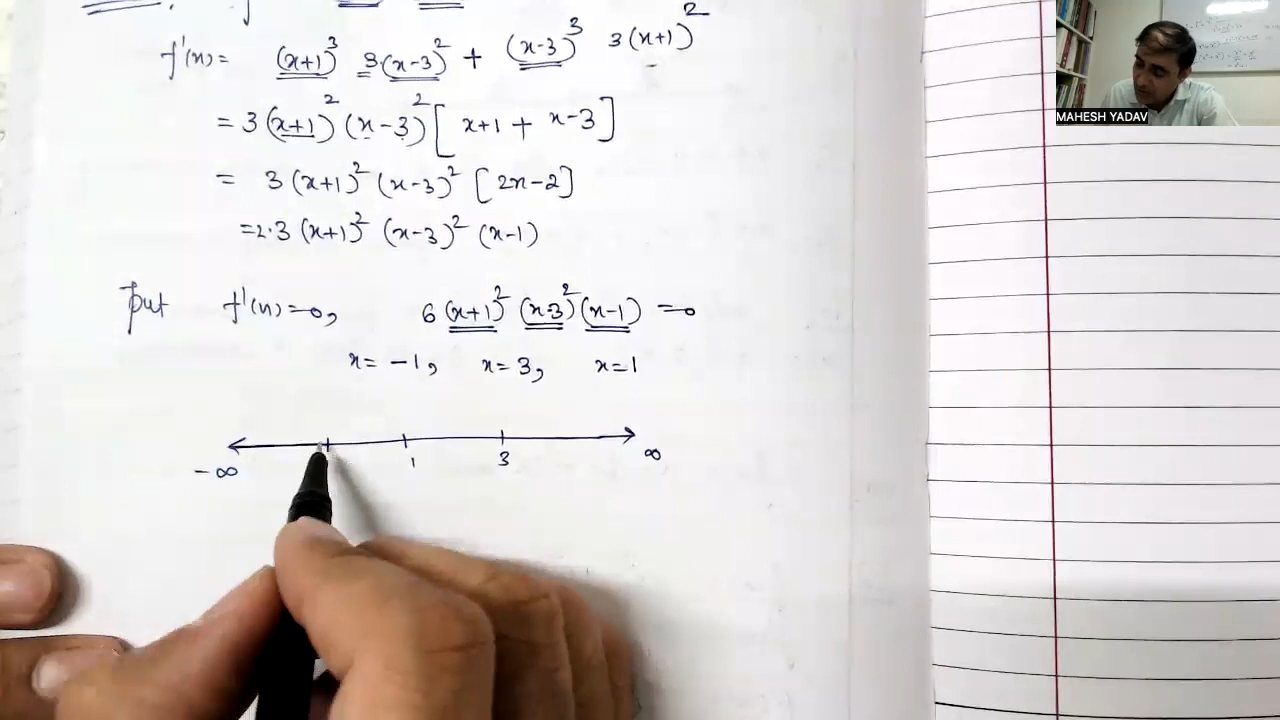 f'(x) = (x+1)³ 3·(x-3)² + (x-3)³ 3(x+1)²
= 3(x+1)² (x-3)² [ x+1 + x-3 ]
= 3(x+1)² (x-3)² [2x-2]
= 2·3 (x+1)² (x-3)² (x-1)
Put f'(x)=0, 6(x+1)² (x-3)² (x-1) = 0
x = -1, x = 3, x = 1
-∞ 1 3 ∞
MAHESH YADAV